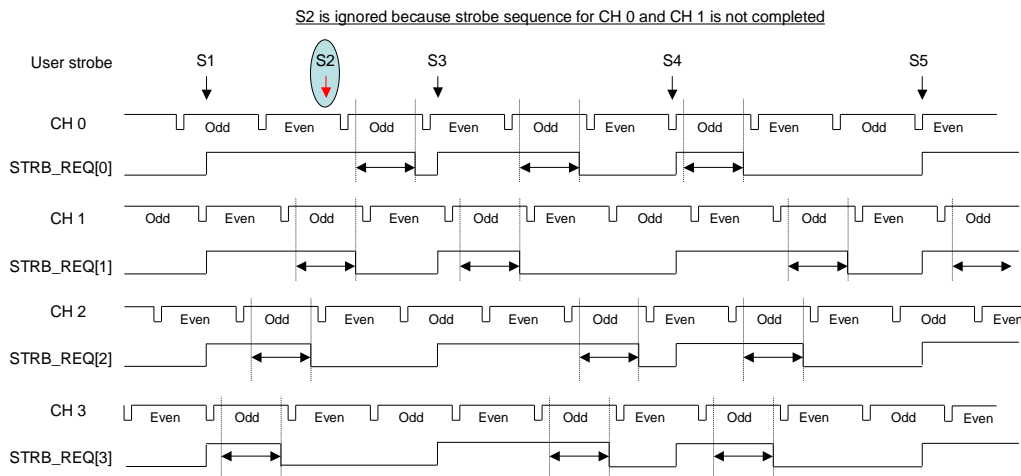 S2 is ignored because strobe sequence for CH 0 and CH 1 is not completed
User strobe S1 S2 S3 S4 S5
CH 0 Odd Even Odd Even Odd Even Odd Even Odd Even
STRB_REQ[0]
CH 1 Odd Even Odd Even Odd Even Odd Even Odd Even Odd
STRB_REQ[1]
CH 2 Even Odd Even Odd Even Odd Even Odd Even Odd Even
STRB_REQ[2]
CH 3 Even Odd Even Odd Even Odd Even Odd Even Odd Even
STRB_REQ[3]